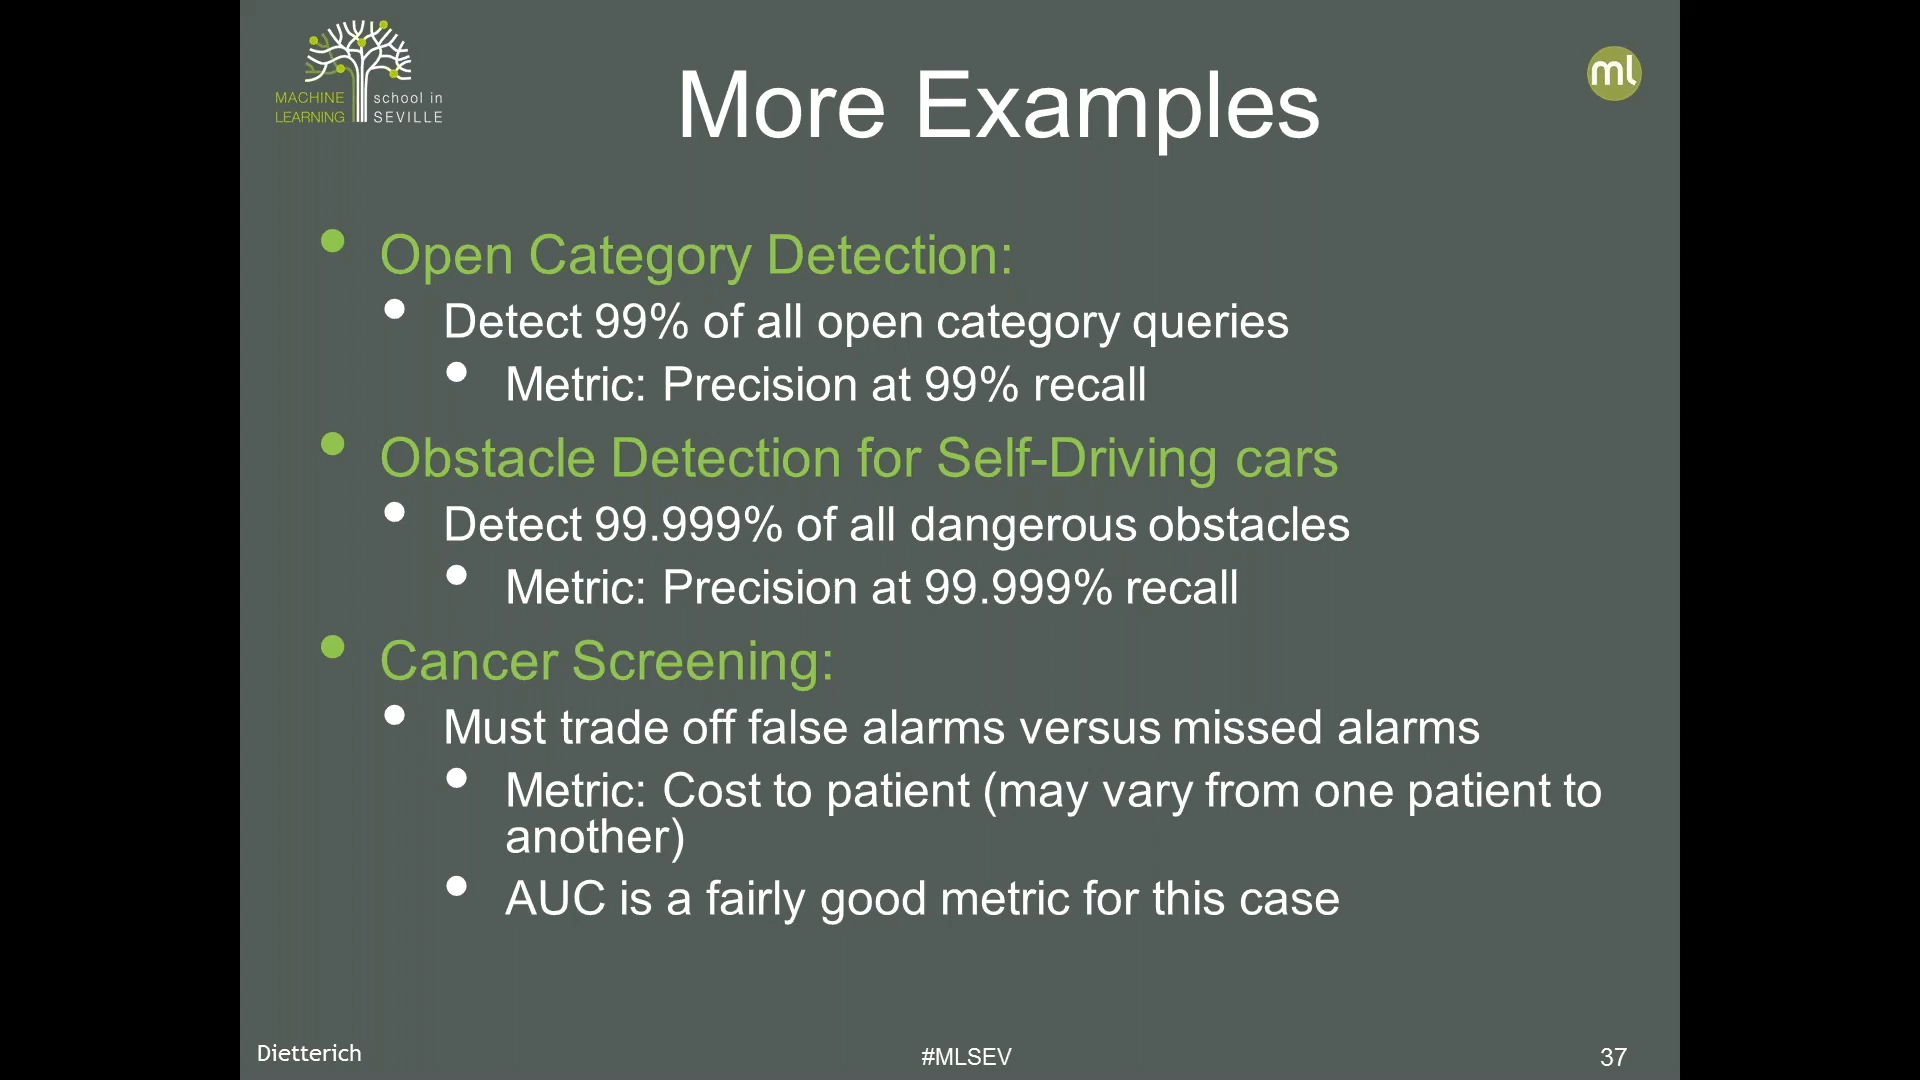 MACHINE LEARNING
school in SEVILLE
ml
More Examples
• Open Category Detection:
• Detect 99% of all open category queries
• Metric: Precision at 99% recall
• Obstacle Detection for Self-Driving cars
• Detect 99.999% of all dangerous obstacles
• Metric: Precision at 99.999% recall
• Cancer Screening:
• Must trade off false alarms versus missed alarms
• Metric: Cost to patient (may vary from one patient to
another)
• AUC is a fairly good metric for this case
Dietterich
#MLSEV
37